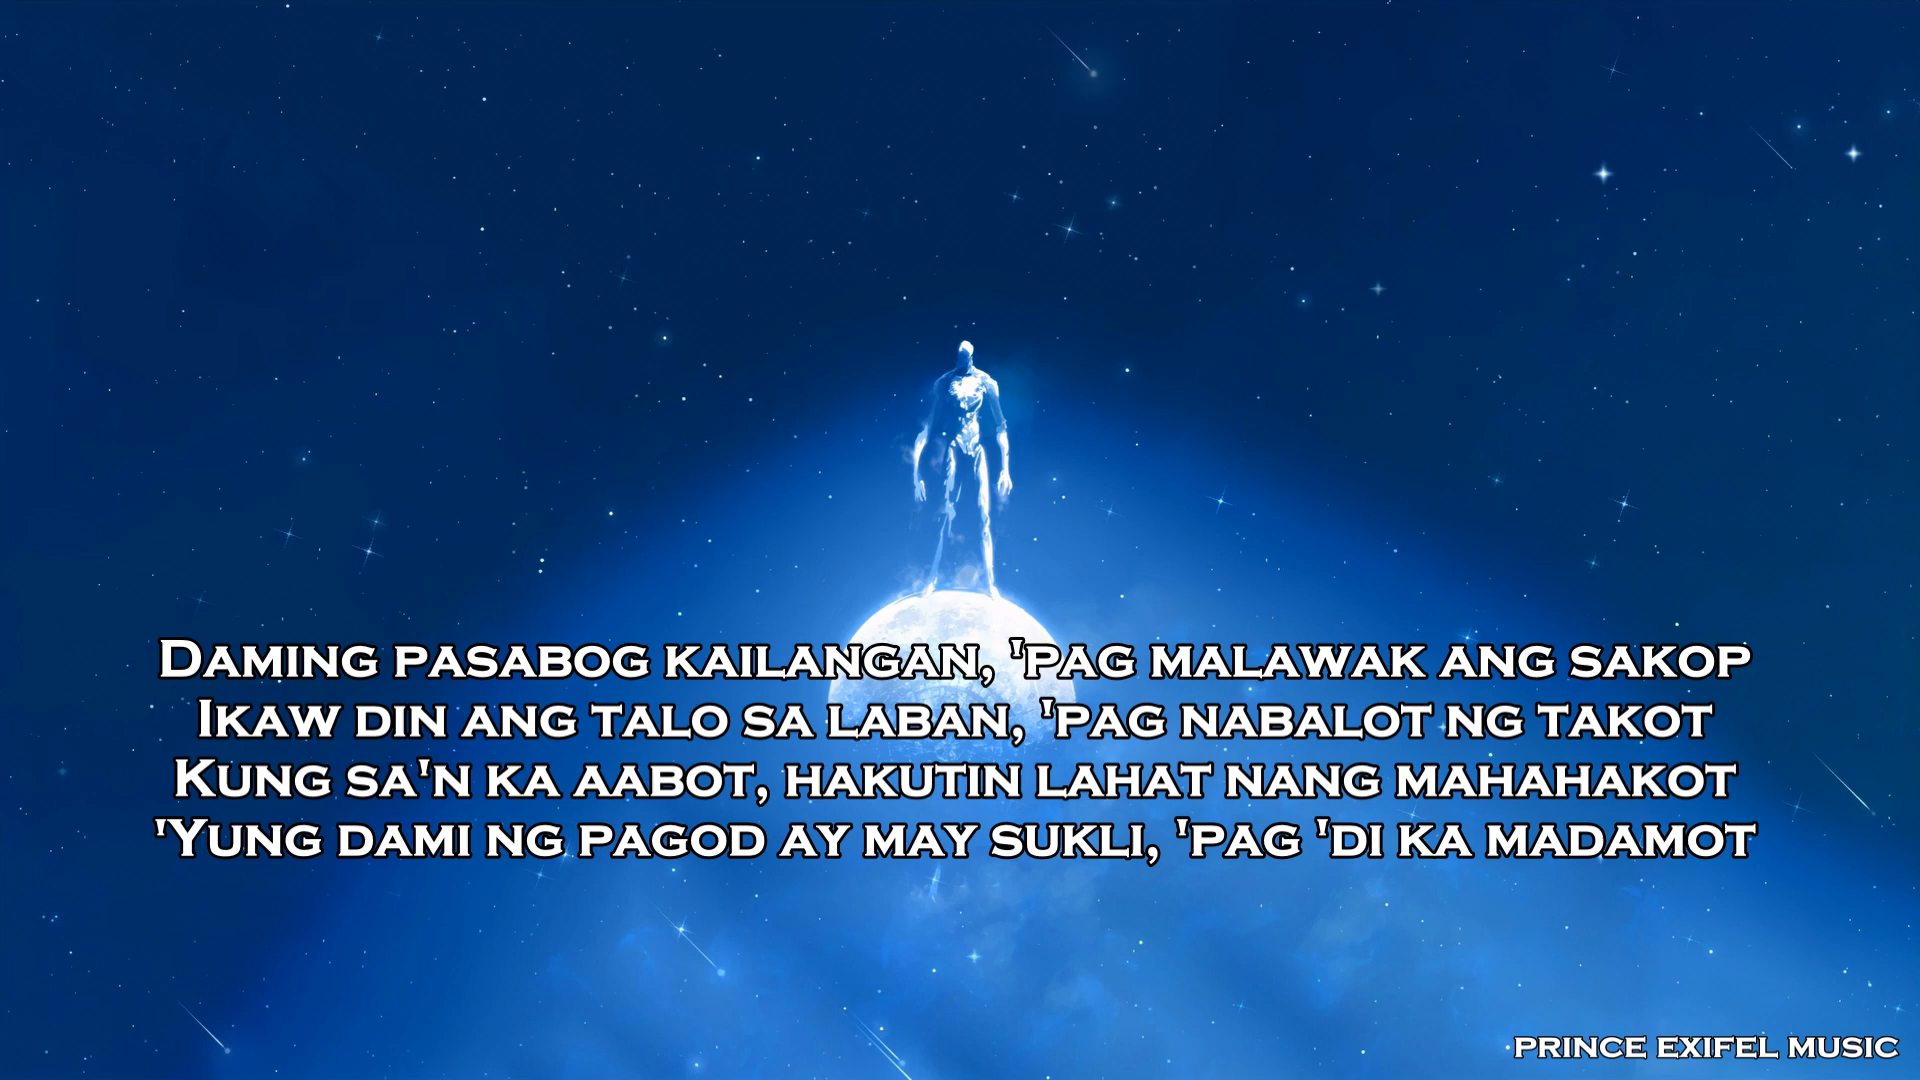 Daming pasabog kailangan, 'pag malawak ang sakop
Ikaw din ang talo sa laban, 'pag nabalot ng takot
Kung sa'n ka aabot, hakutin lahat nang mahahakot
'Yung dami ng pagod ay may sukli, 'pag 'di ka madamot
PRINCE EXIFEL MUSIC